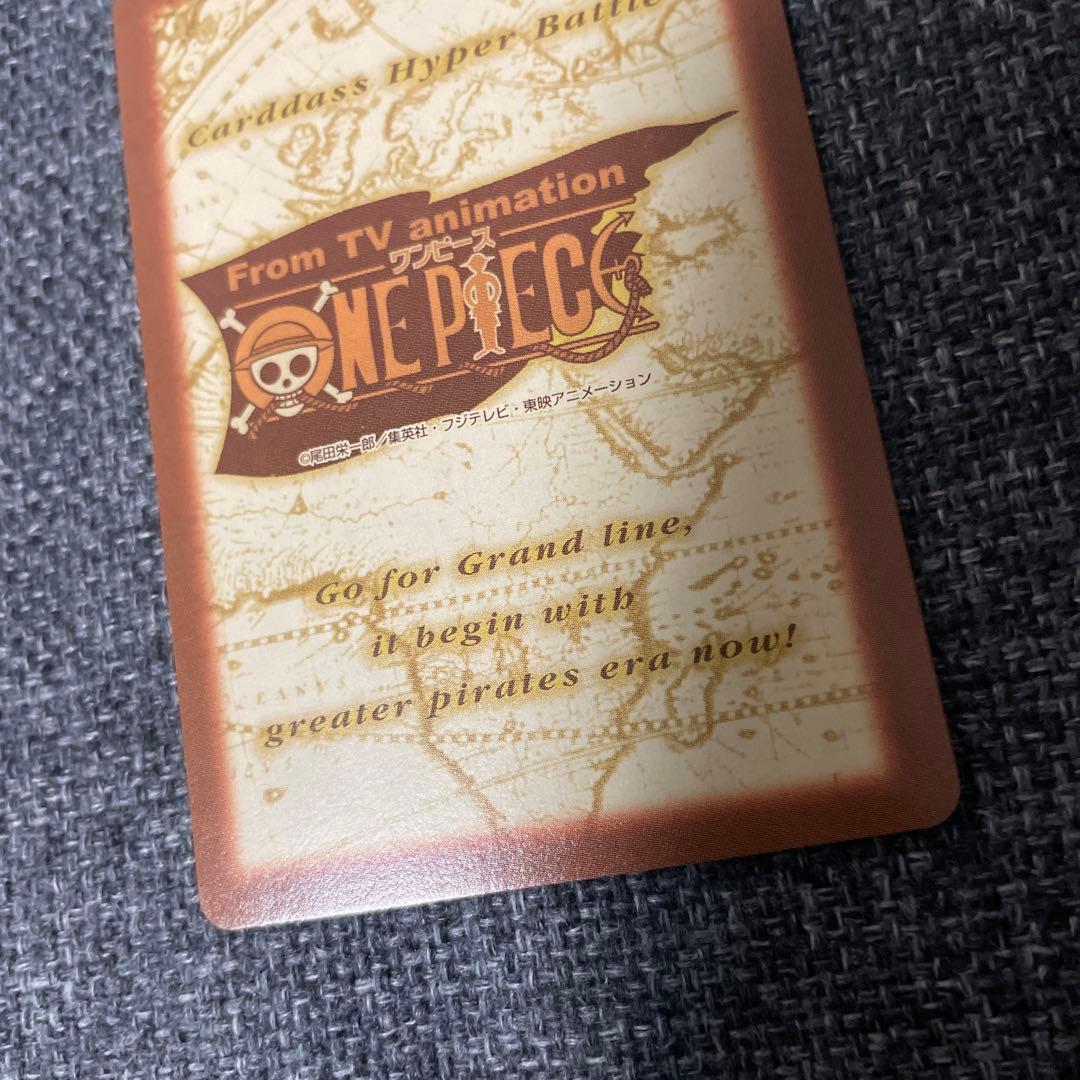 Carddass Hyper Battle
From TV animation
ワンピース
ONE PIECE
©尾田栄一郎／集英社・フジテレビ・東映アニメーション
Go for Grand line,
it begin with
greater pirates era now!